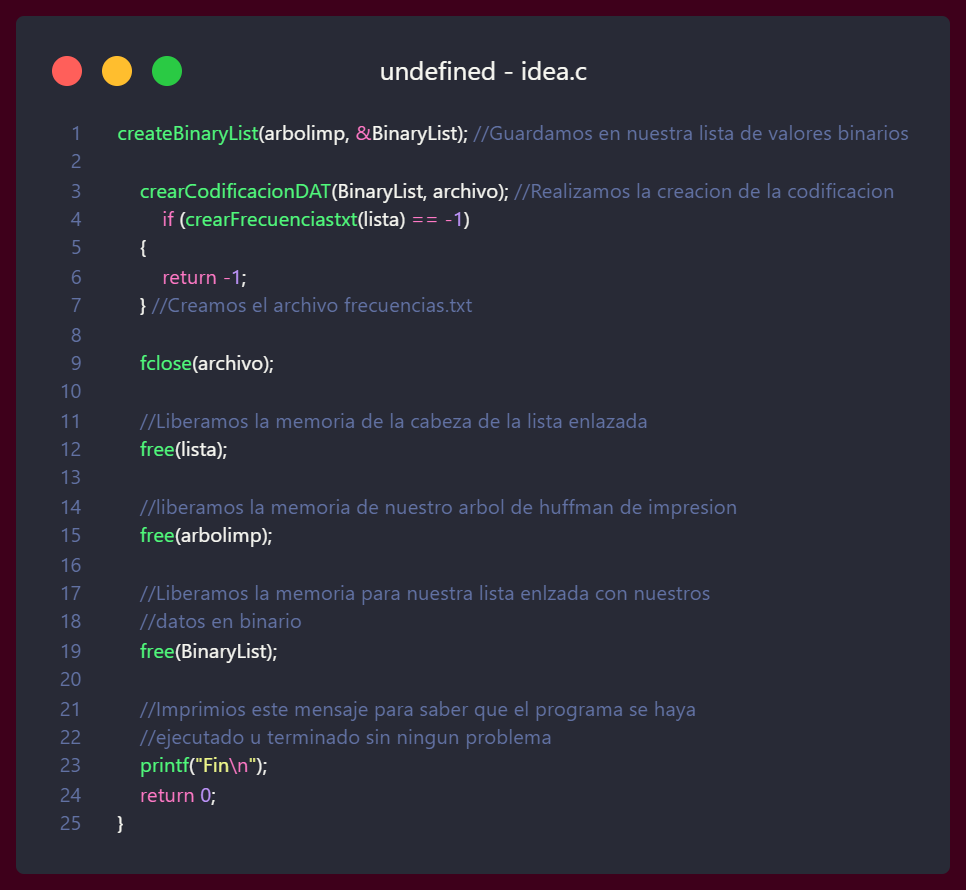 undefined - idea.c
1 createBinaryList(arbolimp, &BinaryList); //Guardamos en nuestra lista de valores binarios
2
3 crearCodificacionDAT(BinaryList, archivo); //Realizamos la creacion de la codificacion
4 if (crearFrecuenciastxt(lista) == -1)
5 {
6 return -1;
7 } //Creamos el archivo frecuencias.txt
8
9 fclose(archivo);
10
11 //Liberamos la memoria de la cabeza de la lista enlazada
12 free(lista);
13
14 //liberamos la memoria de nuestro arbol de huffman de impresion
15 free(arbolimp);
16
17 //Liberamos la memoria para nuestra lista enlzada con nuestros
18 //datos en binario
19 free(BinaryList);
20
21 //Imprimios este mensaje para saber que el programa se haya
22 //ejecutado u terminado sin ningun problema
23 printf("Fin\n");
24 return 0;
25 }